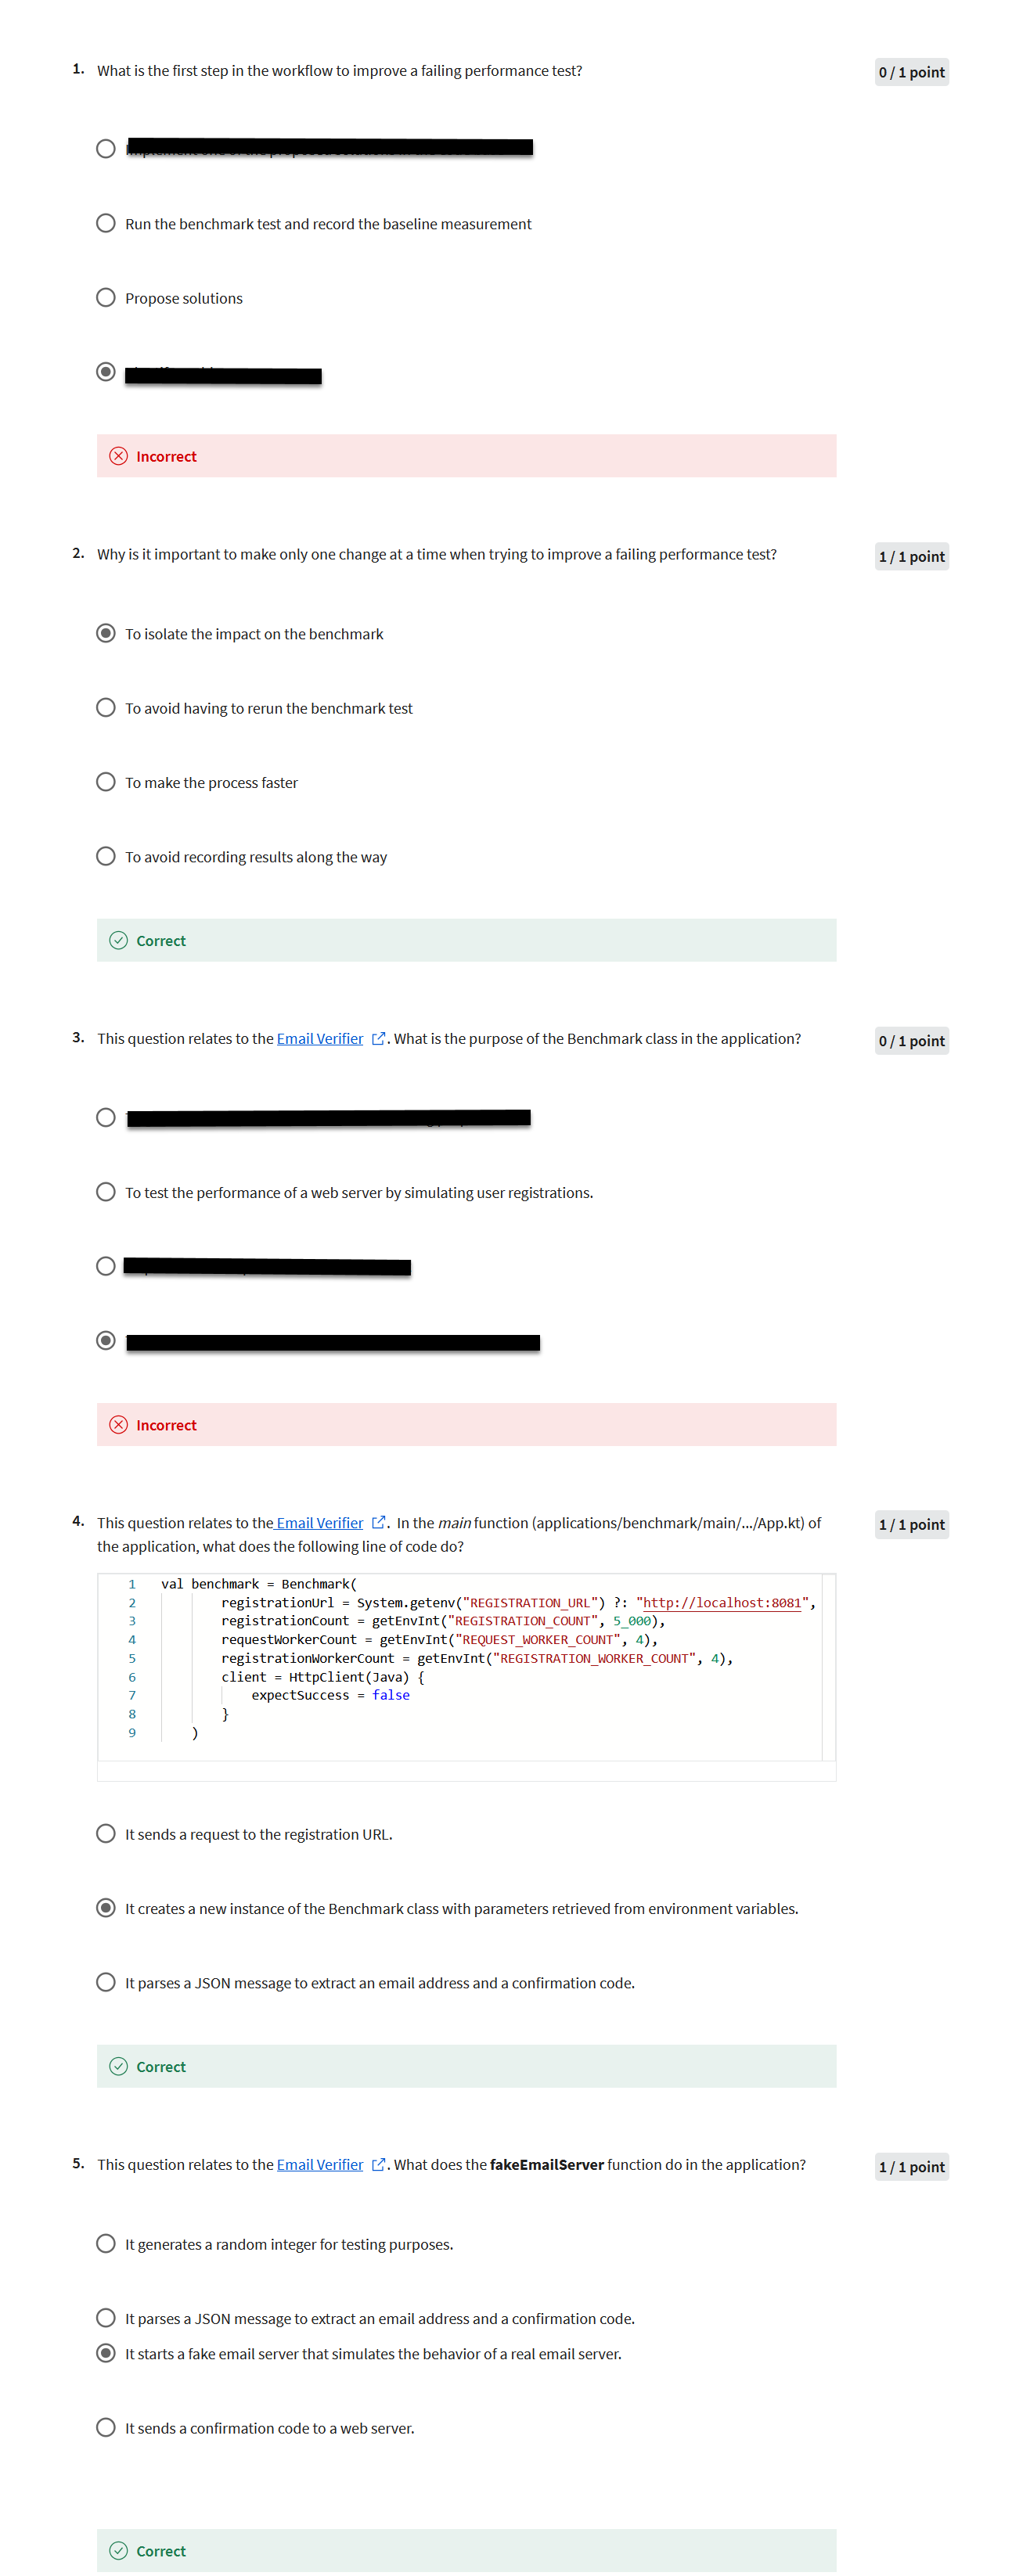 1. What is the first step in the workflow to improve a failing performance test?
0 / 1 point
Run the benchmark test and record the baseline measurement
Propose solutions
Incorrect
2. Why is it important to make only one change at a time when trying to improve a failing performance test?
1 / 1 point
To isolate the impact on the benchmark
To avoid having to rerun the benchmark test
To make the process faster
To avoid recording results along the way
Correct
3. This question relates to the Email Verifier. What is the purpose of the Benchmark class in the application?
0 / 1 point
To test the performance of a web server by simulating user registrations.
Incorrect
4. This question relates to the Email Verifier. In the main function (applications/benchmark/main/.../App.kt) of
the application, what does the following line of code do?
1 / 1 point
1 val benchmark = Benchmark(
2 registrationUrl = System.getenv("REGISTRATION_URL") ?: "http://localhost:8081",
3 registrationCount = getEnvInt("REGISTRATION_COUNT", 5_000),
4 requestWorkerCount = getEnvInt("REQUEST_WORKER_COUNT", 4),
5 registrationWorkerCount = getEnvInt("REGISTRATION_WORKER_COUNT", 4),
6 client = HttpClient(Java) {
7 expectSuccess = false
8 }
9 )
It sends a request to the registration URL.
It creates a new instance of the Benchmark class with parameters retrieved from environment variables.
It parses a JSON message to extract an email address and a confirmation code.
Correct
5. This question relates to the Email Verifier. What does the fakeEmailServer function do in the application?
1 / 1 point
It generates a random integer for testing purposes.
It parses a JSON message to extract an email address and a confirmation code.
It starts a fake email server that simulates the behavior of a real email server.
It sends a confirmation code to a web server.
Correct